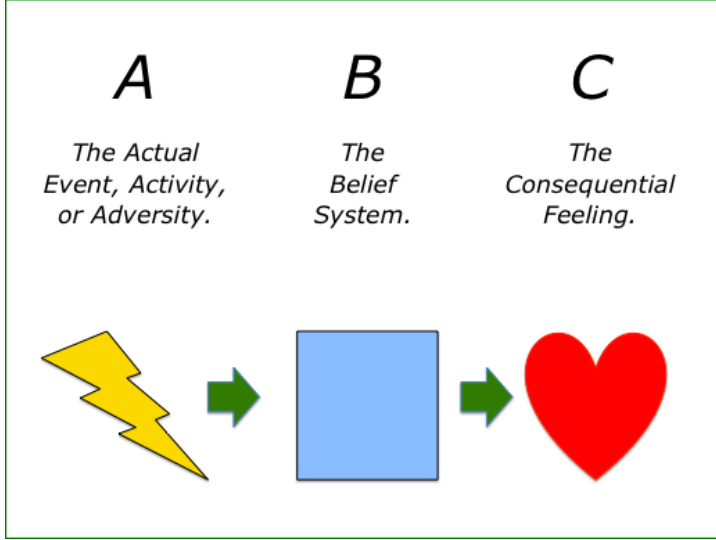 A
B
C
The Actual
Event, Activity,
or Adversity.
The
Belief
System.
The
Consequential
Feeling.